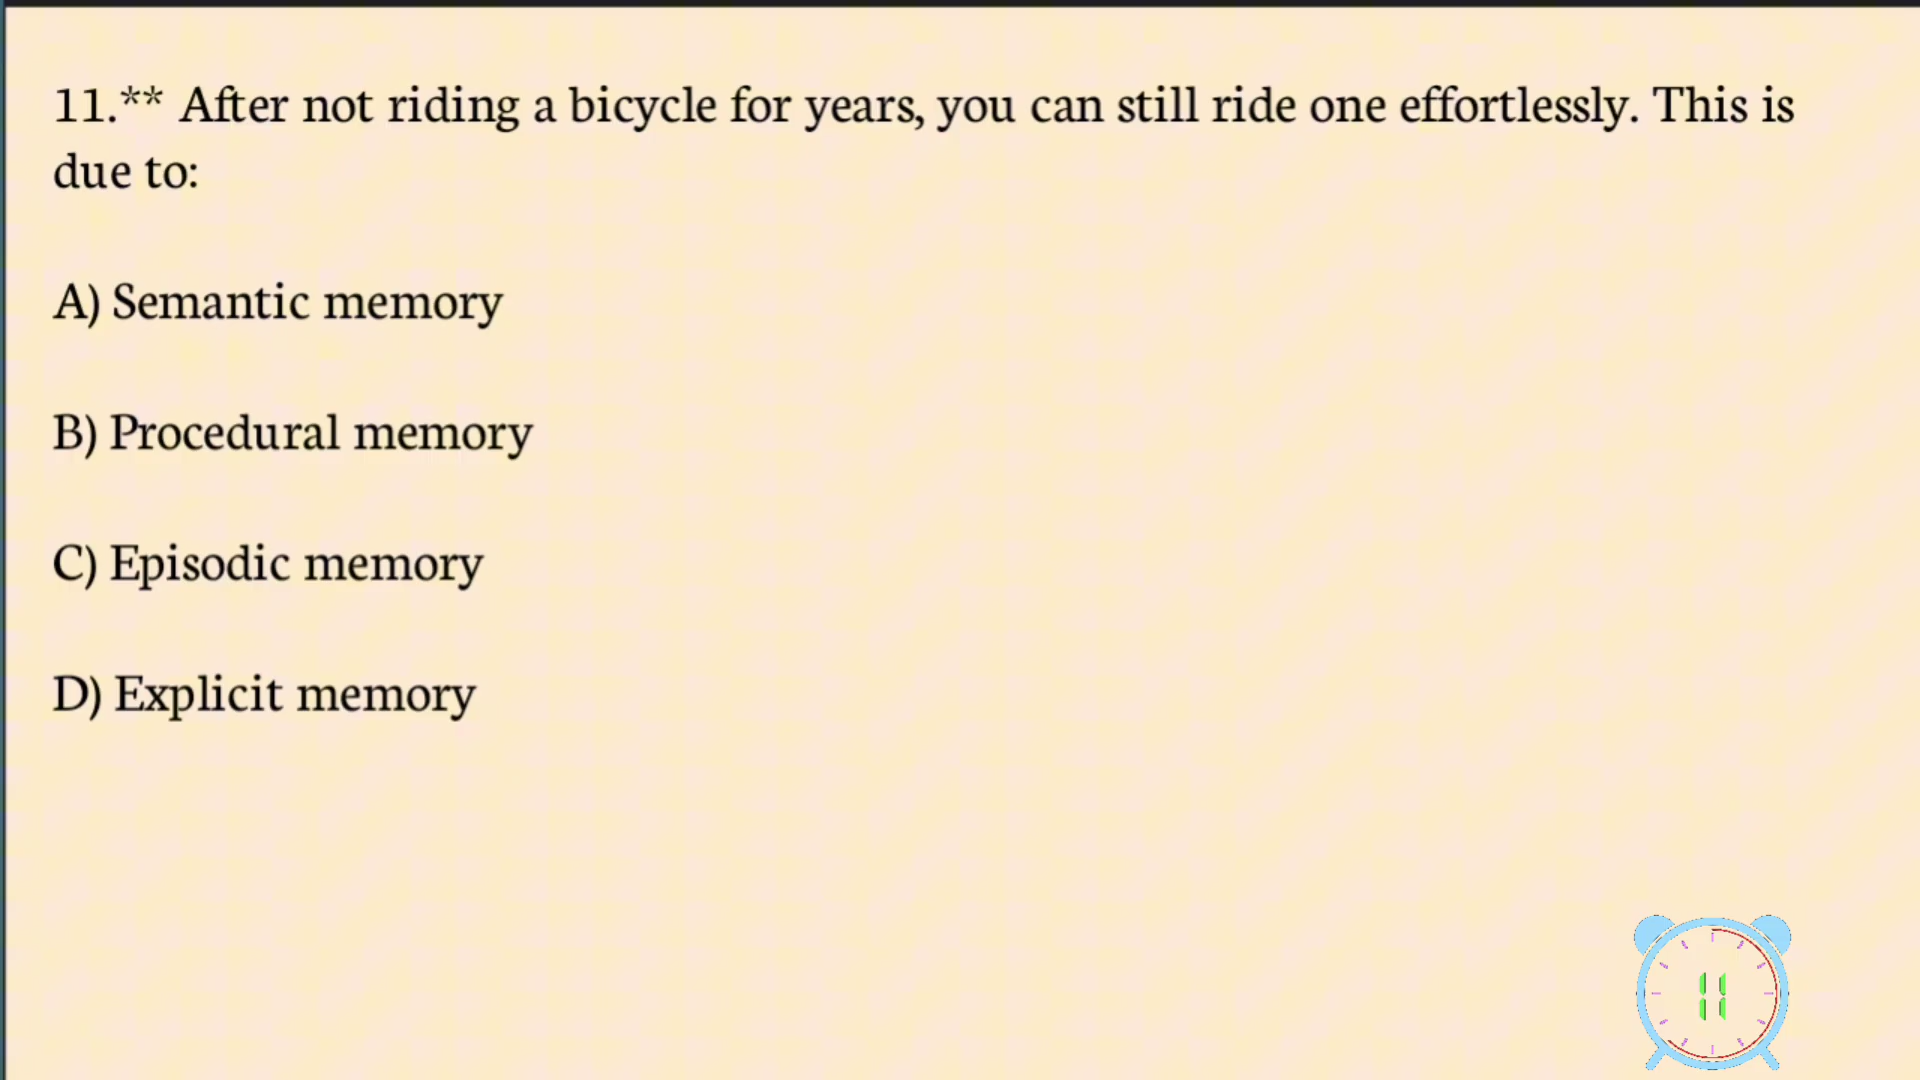 11.** After not riding a bicycle for years, you can still ride one effortlessly. This is
due to:
A) Semantic memory
B) Procedural memory
C) Episodic memory
D) Explicit memory
11